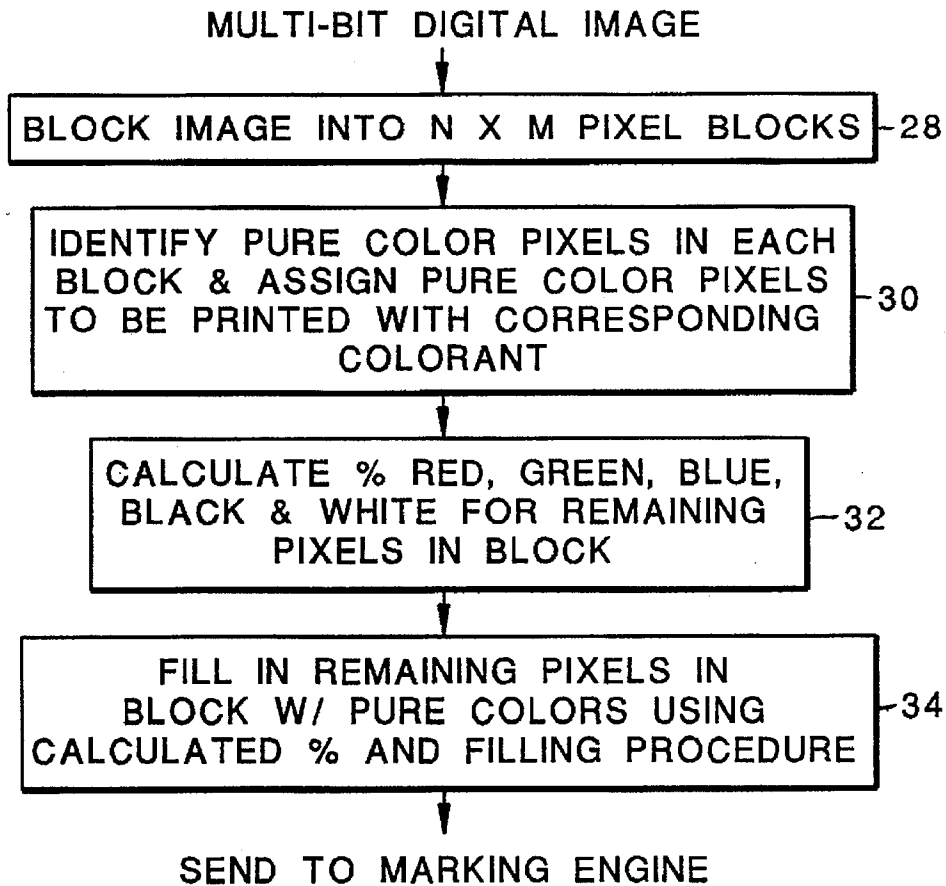 MULTI-BIT DIGITAL IMAGE
BLOCK IMAGE INTO N X M PIXEL BLOCKS
28
IDENTIFY PURE COLOR PIXELS IN EACH
BLOCK & ASSIGN PURE COLOR PIXELS
TO BE PRINTED WITH CORRESPONDING
COLORANT
30
CALCULATE % RED, GREEN, BLUE,
BLACK & WHITE FOR REMAINING
PIXELS IN BLOCK
32
FILL IN REMAINING PIXELS IN
BLOCK W/ PURE COLORS USING
CALCULATED % AND FILLING PROCEDURE
34
SEND TO MARKING ENGINE